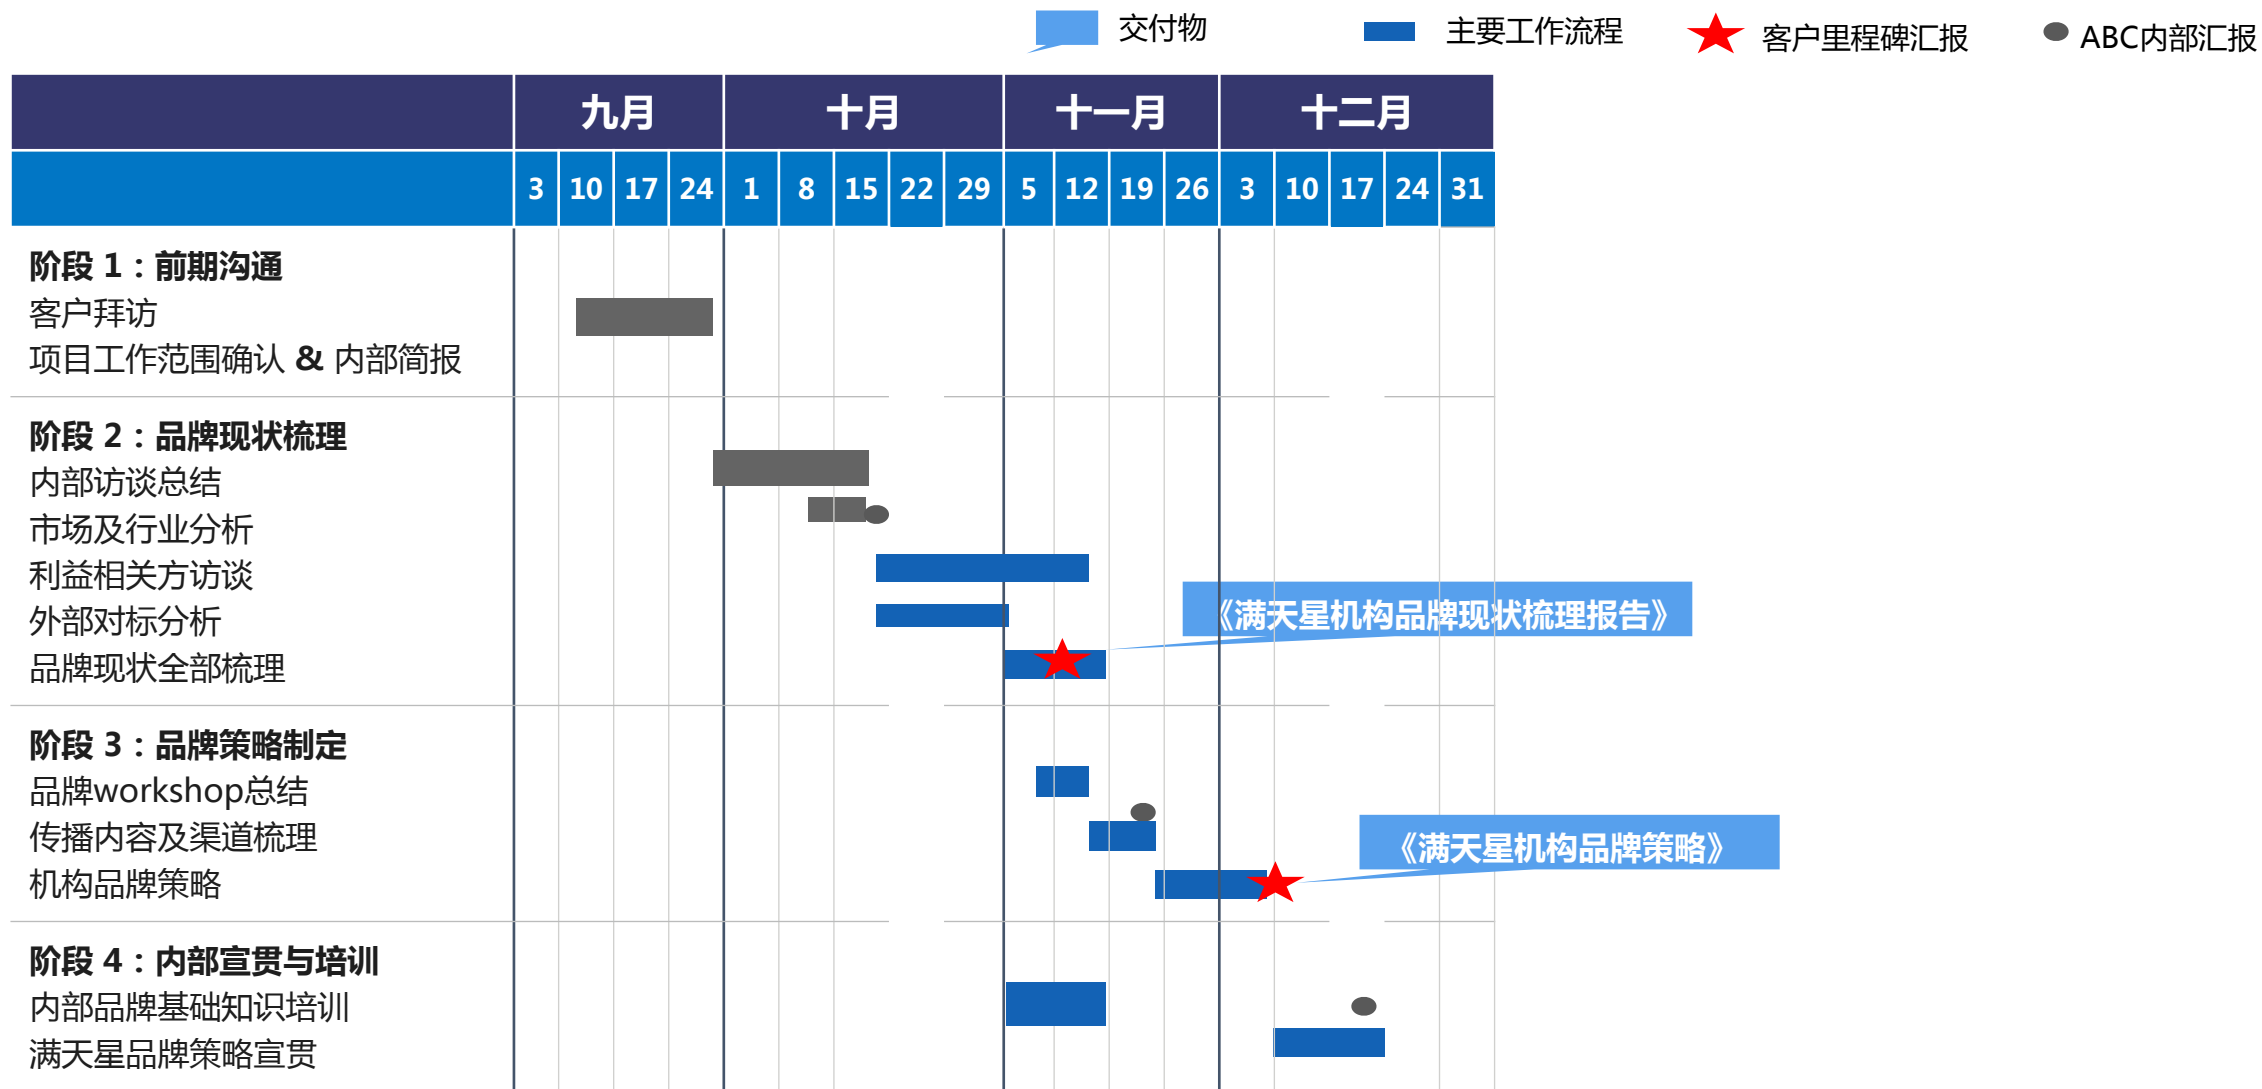 交付物
主要工作流程
客户里程碑汇报
ABC内部汇报
九月 十月 十一月 十二月
3 10 17 24 1 8 15 22 29 5 12 19 26 3 10 17 24 31
阶段 1：前期沟通
客户拜访
项目工作范围确认 & 内部简报
阶段 2：品牌现状梳理
内部访谈总结
市场及行业分析
利益相关方访谈
外部对标分析
《满天星机构品牌现状梳理报告》
品牌现状全部梳理
阶段 3：品牌策略制定
品牌workshop总结
传播内容及渠道梳理
《满天星机构品牌策略》
机构品牌策略
阶段 4：内部宣贯与培训
内部品牌基础知识培训
满天星品牌策略宣贯